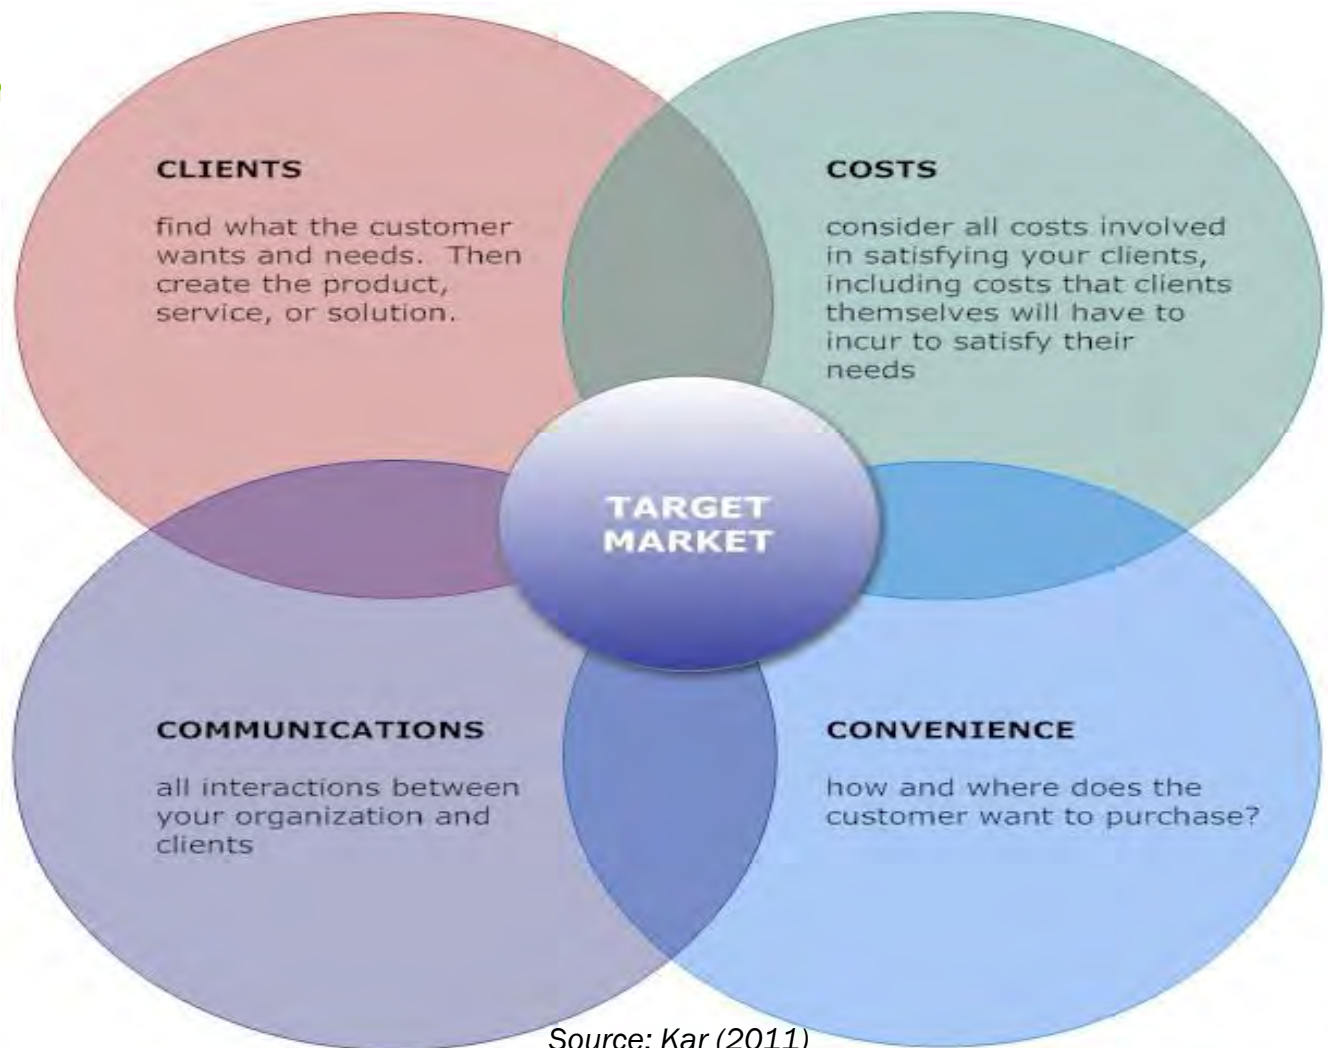 CLIENTS
find what the customer
wants and needs.  Then
create the product,
service, or solution.
COSTS
consider all costs involved
in satisfying your clients,
including costs that clients
themselves will have to
incur to satisfy their
needs
TARGET
MARKET
COMMUNICATIONS
all interactions between
your organization and
clients
CONVENIENCE
how and where does the
customer want to purchase?
Source: Kar (2011)